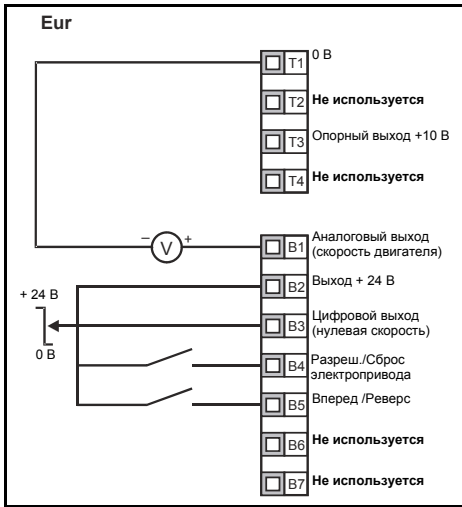 Eur
T1 0 В
T2 Не используется
T3 Опорный выход +10 В
T4 Не используется
– V +
B1 Аналоговый выход
(скорость двигателя)
B2 Выход + 24 В
+ 24 В
0 В
B3 Цифровой выход
(нулевая скорость)
B4 Разреш./Сброс
электропривода
B5 Вперед /Реверс
B6 Не используется
B7 Не используется